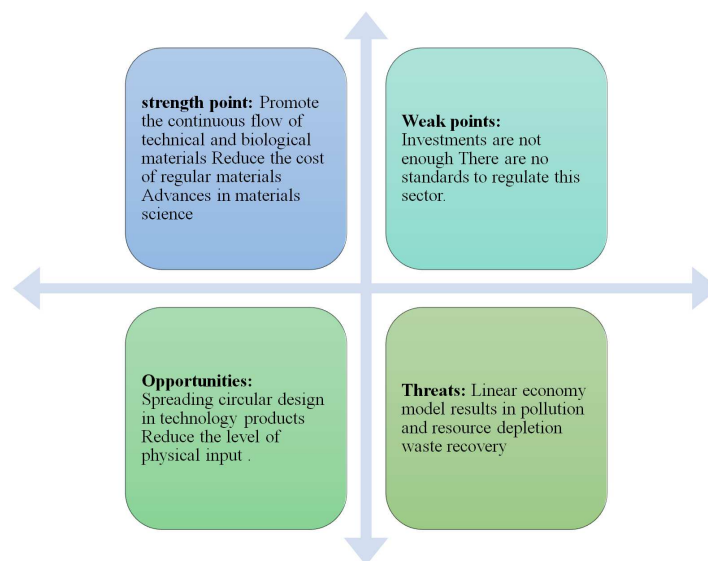 strength point: Promote
the continuous flow of
technical and biological
materials Reduce the cost
of regular materials
Advances in materials
science
Weak points:
Investments are not
enough There are no
standards to regulate this
sector.
Opportunities:
Spreading circular design
in technology products
Reduce the level of
physical input .
Threats: Linear economy
model results in pollution
and resource depletion
waste recovery